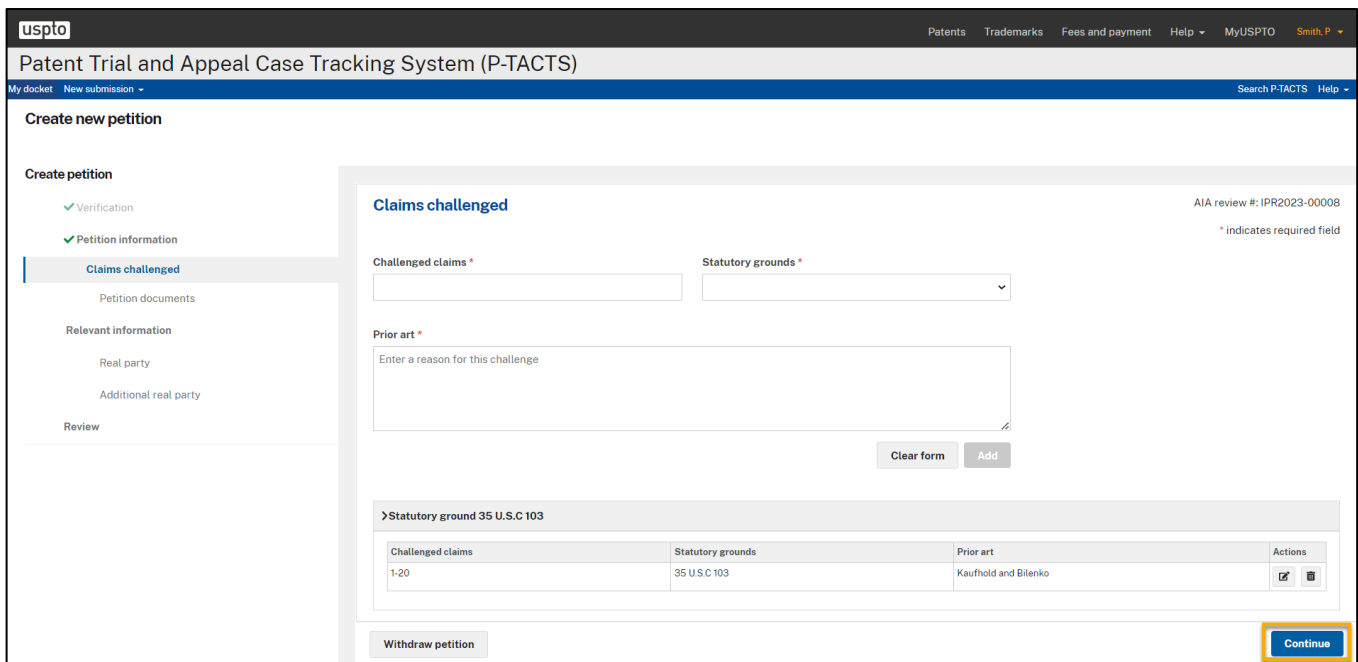 uspto
Patents Trademarks Fees and payment Help MyUSPTO Smith, P
Patent Trial and Appeal Case Tracking System (P-TACTS)
My docket New submission Search P-TACTS Help
Create new petition
Create petition
Verification
Petition information
Claims challenged
Petition documents
Relevant information
Real party
Additional real party
Review
Claims challenged
AIA review #: IPR2023-00008
* indicates required field
Challenged claims * Statutory grounds *
Prior art *
Enter a reason for this challenge
Clear form Add
Statutory ground 35 U.S.C 103
Challenged claims Statutory grounds Prior art Actions
1-20 35 U.S.C 103 Kaufhold and Bilenko
Withdraw petition Continue